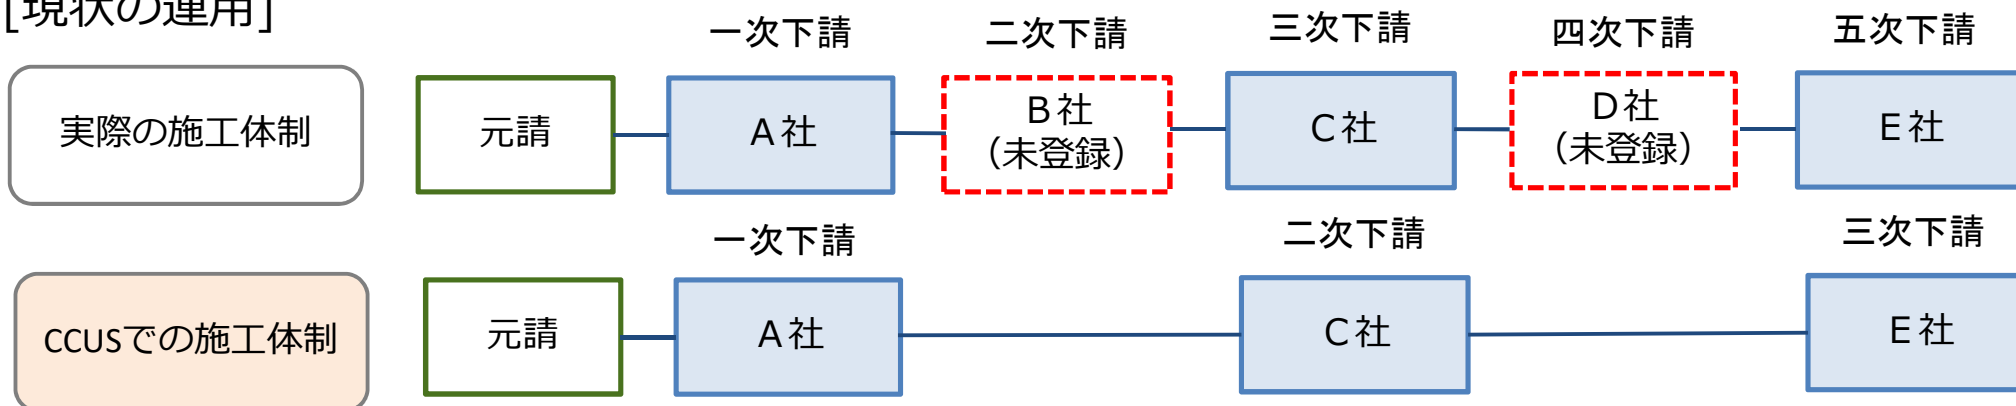 [現状の運用]
一次下請 二次下請 三次下請 四次下請 五次下請
実際の施工体制 元請 A社 B社 C社 D社 E社
（未登録） （未登録）
一次下請 二次下請 三次下請
CCUSでの施工体制 元請 A社 C社 E社